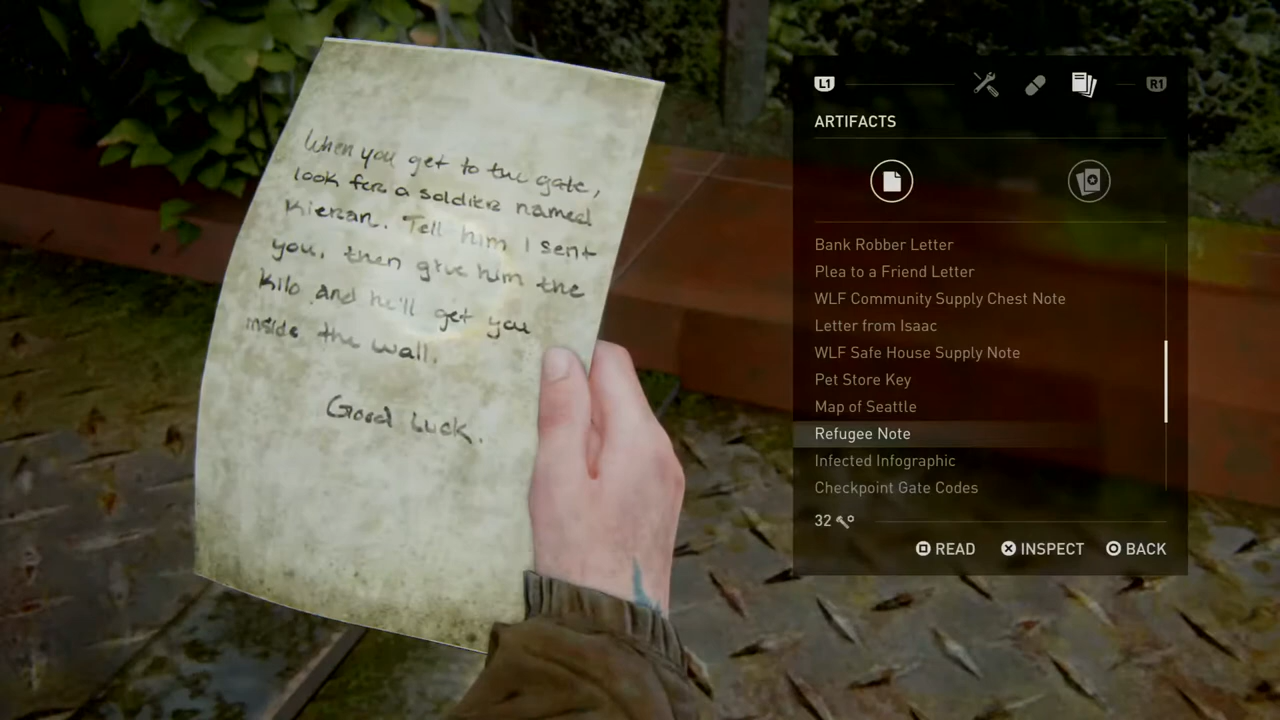 When you get to the gate,
look for a soldier named
Kieran. Tell him I sent
you, then give him the
kilo and he'll get you
inside the wall.
Good Luck.
L1
R1
ARTIFACTS
Bank Robber Letter
Plea to a Friend Letter
WLF Community Supply Chest Note
Letter from Isaac
WLF Safe House Supply Note
Pet Store Key
Map of Seattle
Refugee Note
Infected Infographic
Checkpoint Gate Codes
32
READ INSPECT BACK